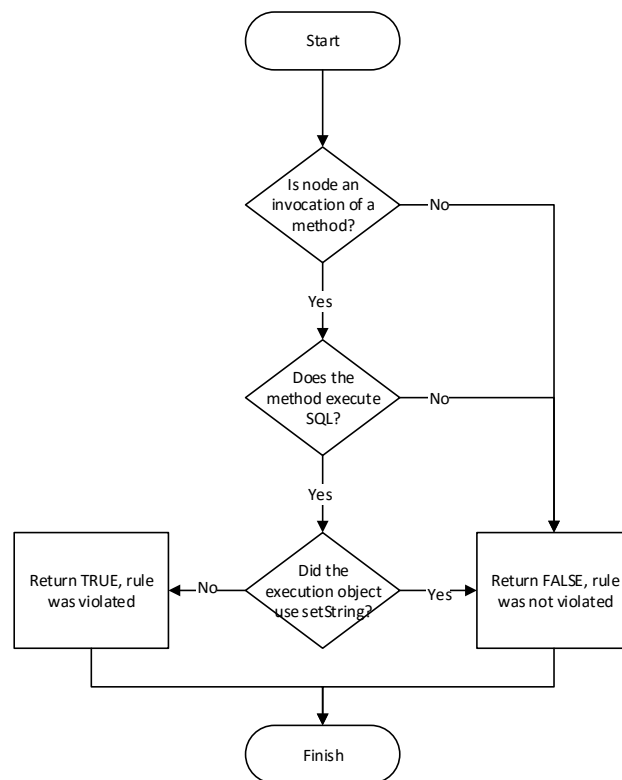 Start
Is node an
invocation of a
method?
No
Yes
Does the
method execute
SQL?
No
Yes
Return TRUE, rule
was violated
No
Did the
execution object
use setString?
Yes
Return FALSE, rule
was not violated
Finish